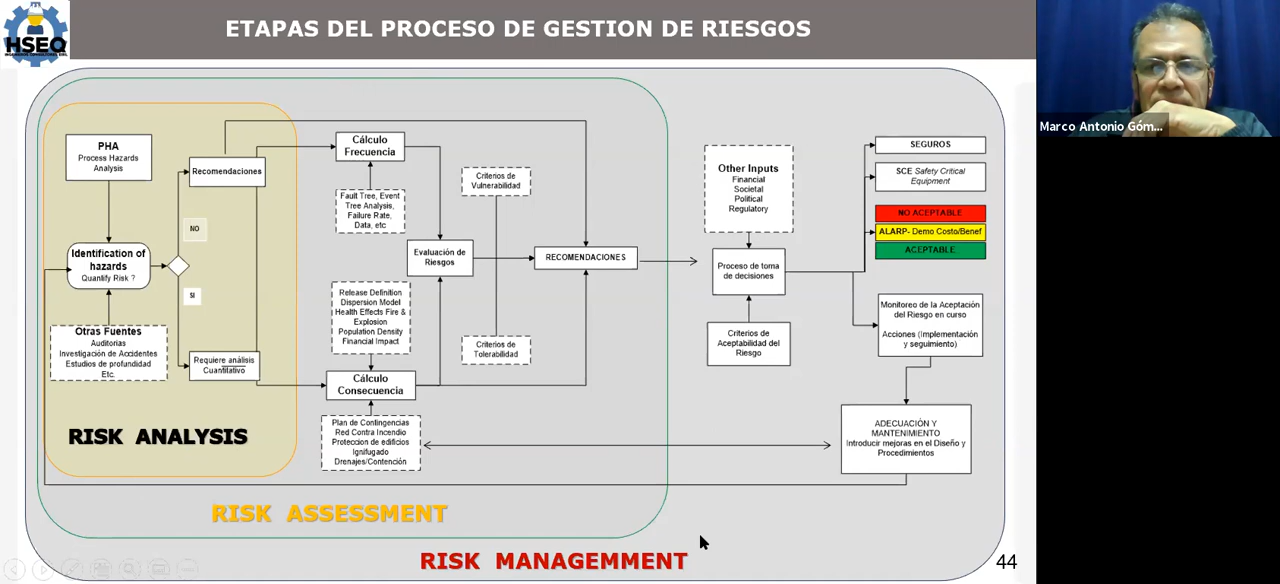 ETAPAS DEL PROCESO DE GESTION DE RIESGOS
HSEQ
Marco Antonio Góm...
PHA
Process Hazards
Analysis
Recomendaciones
NO
Identification of
hazards
Quantify Risk ?
SI
Otras Fuentes
Auditorias
Investigación de Accidentes
Estudios de profundidad
Etc.
Requiere análisis
Cuantitativo
RISK ANALYSIS
Cálculo
Frecuencia
Fault Tree, Event
Tree Analysis,
Failure Rate,
Data, etc
Evaluación de
Riesgos
Release Definition
Dispersion Model
Health Effects Fire &
Explosion
Population Density
Financial Impact
Cálculo
Consecuencia
Plan de Contingencias
Red Contra Incendio
Proteccion de edificios
Ignifugado
Drenajes/Contención
Criterios de
Vulnerabilidad
Criterios de
Tolerabilidad
RECOMENDACIONES
RISK ASSESSMENT
Other Inputs
Financial
Societal
Political
Regulatory
Proceso de toma
de decisiones
Criterios de
Aceptabilidad del
Riesgo
SEGUROS
SCE Safety Critical
Equipment
NO ACEPTABLE
ALARP- Demo Costo/Benef
ACEPTABLE
Monitoreo de la Aceptación
del Riesgo en curso
Acciones (Implementación
y seguimiento)
ADECUACIÓN Y
MANTENIMIENTO
Introducir mejoras en el Diseño y
Procedimientos
RISK MANAGEMMENT
44